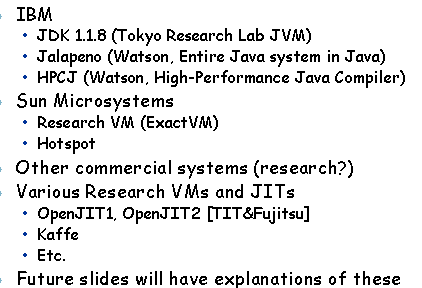 IBM
JDK 1.1.8 (Tokyo Research Lab JVM)
Jalapeno (Watson, Entire Java system in Java)
HPCJ (Watson, High-Performance Java Compiler)
Sun Microsystems
Research VM (ExactVM)
Hotspot
Other commercial systems (research?)
Various Research VMs and JITs
OpenJIT1, OpenJIT2 [TIT&Fujitsu]
Kaffe
Etc.
Future slides will have explanations of these